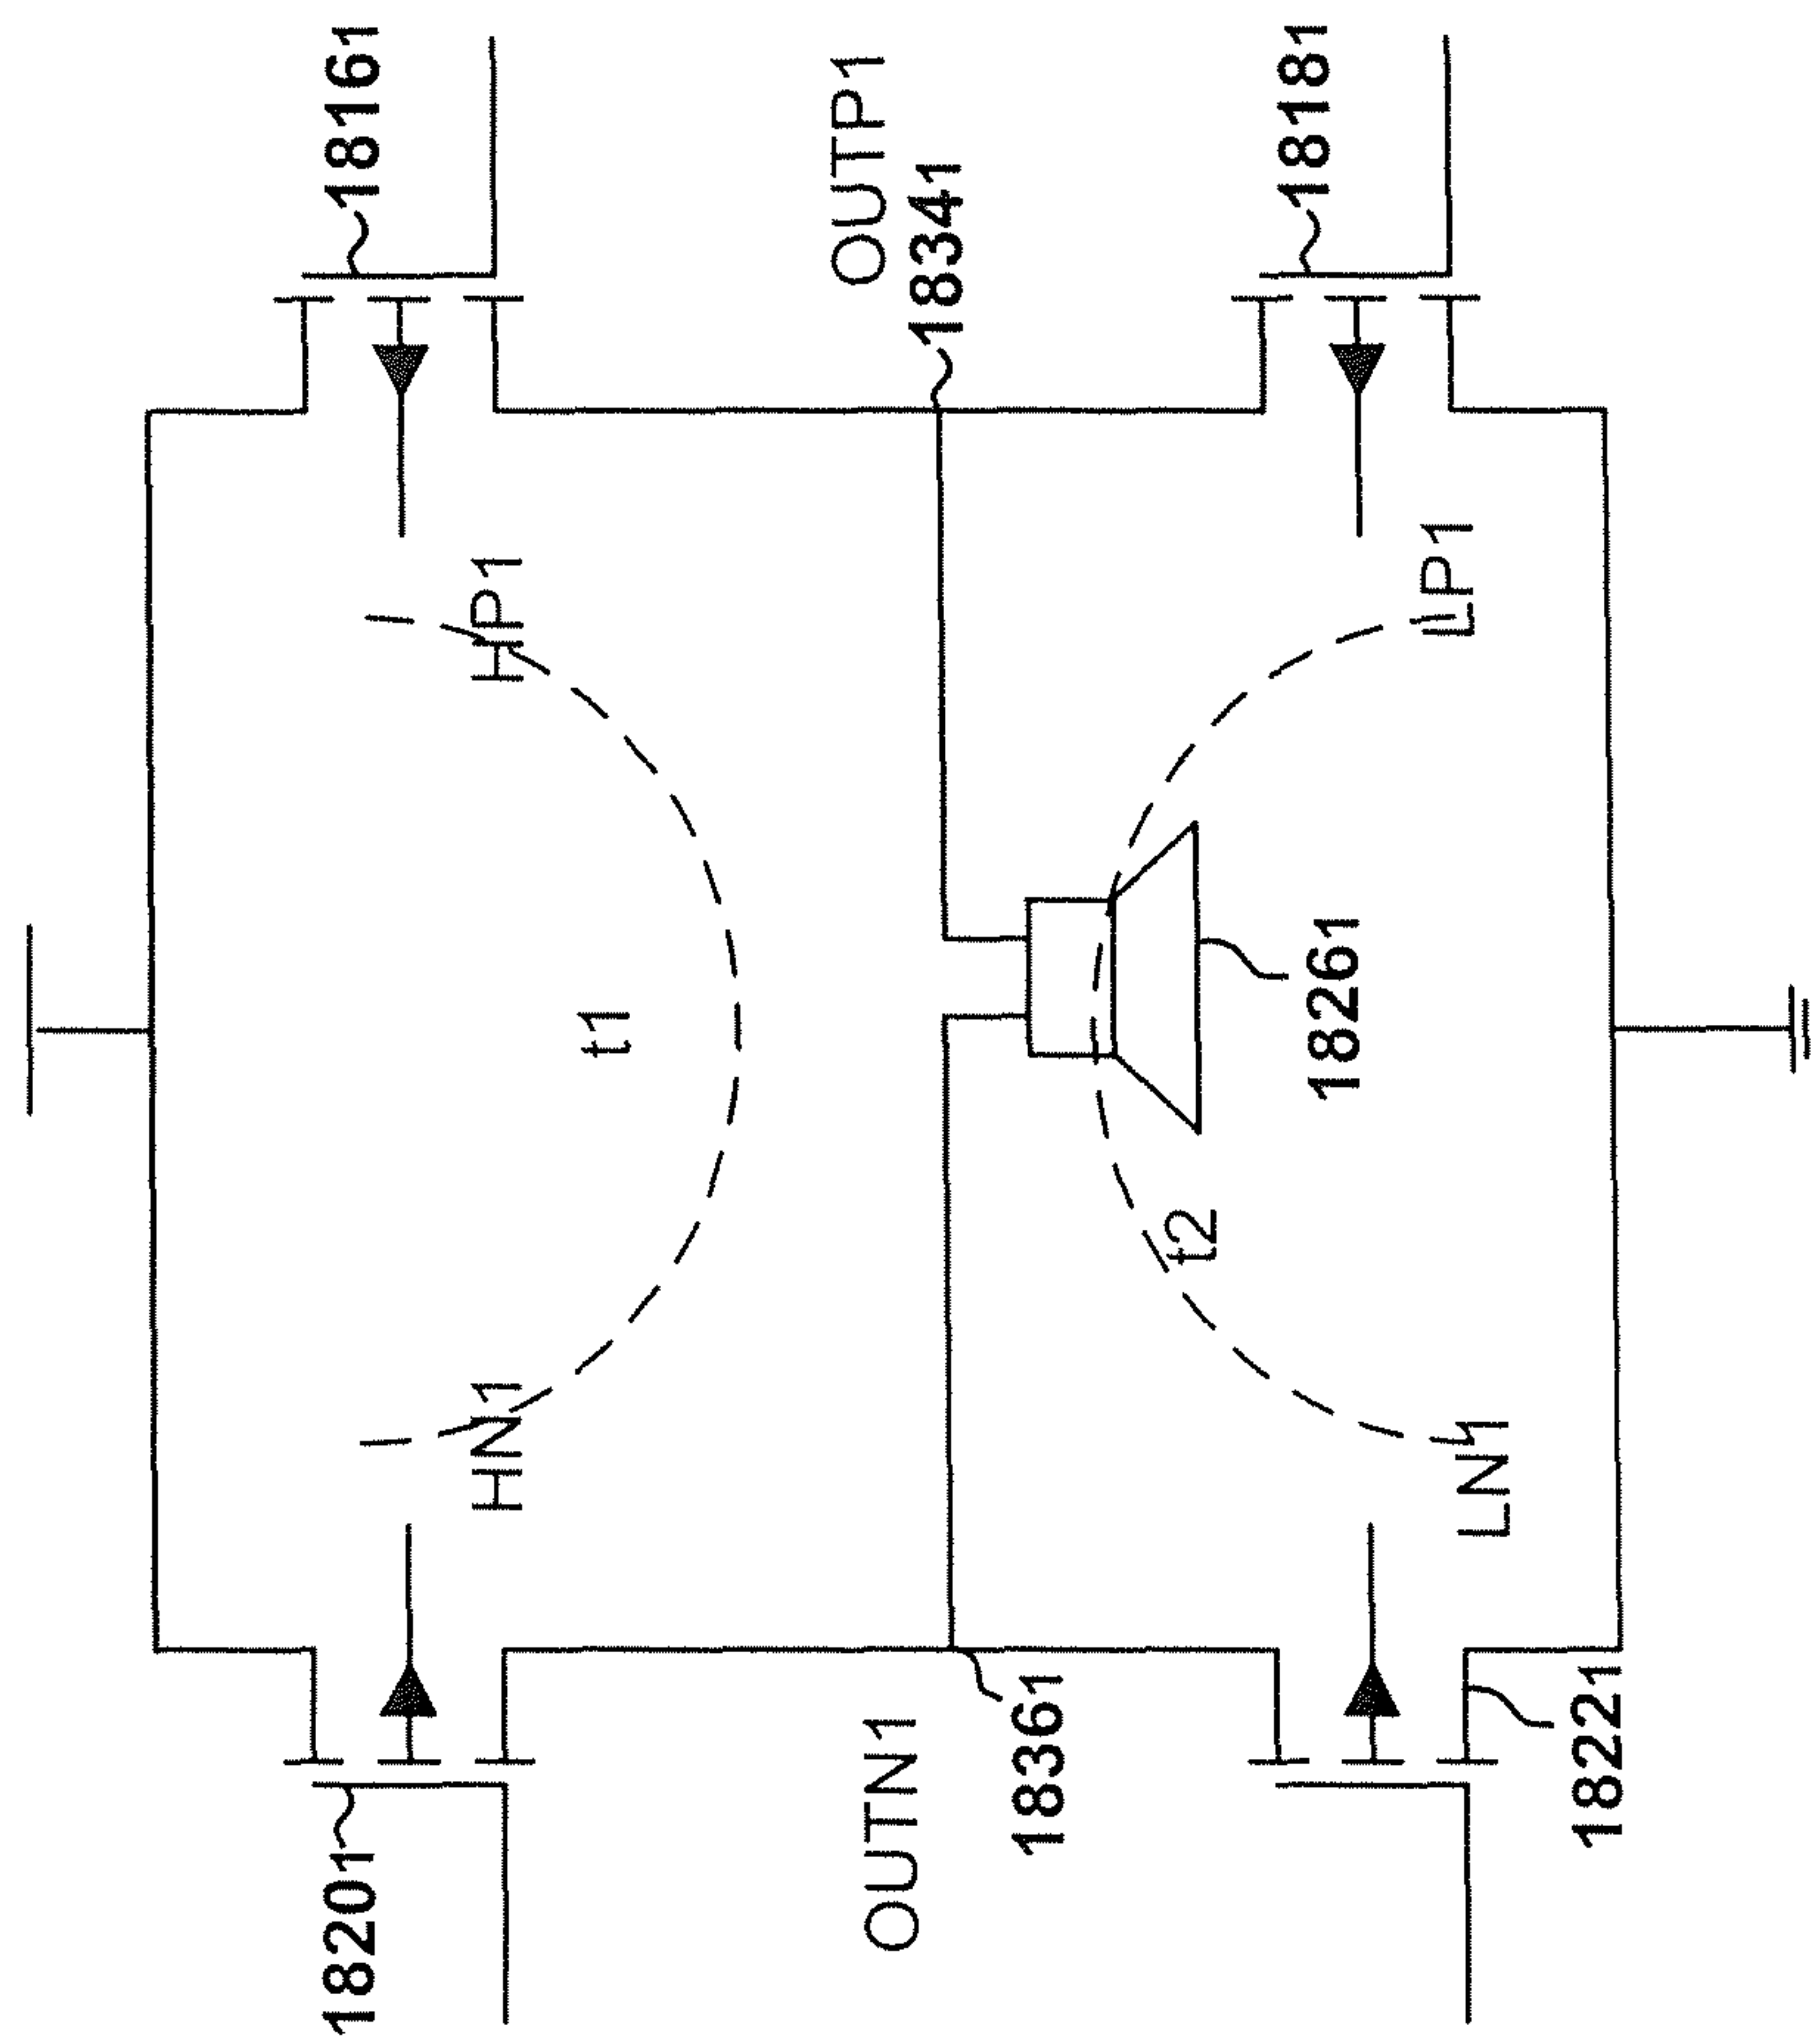 1820₁
1816₁
HN1
HP1
t1
OUTN1
OUTP1
1836₁
1834₁
t2
1826₁
LN1
LP1
1822₁
1818₁